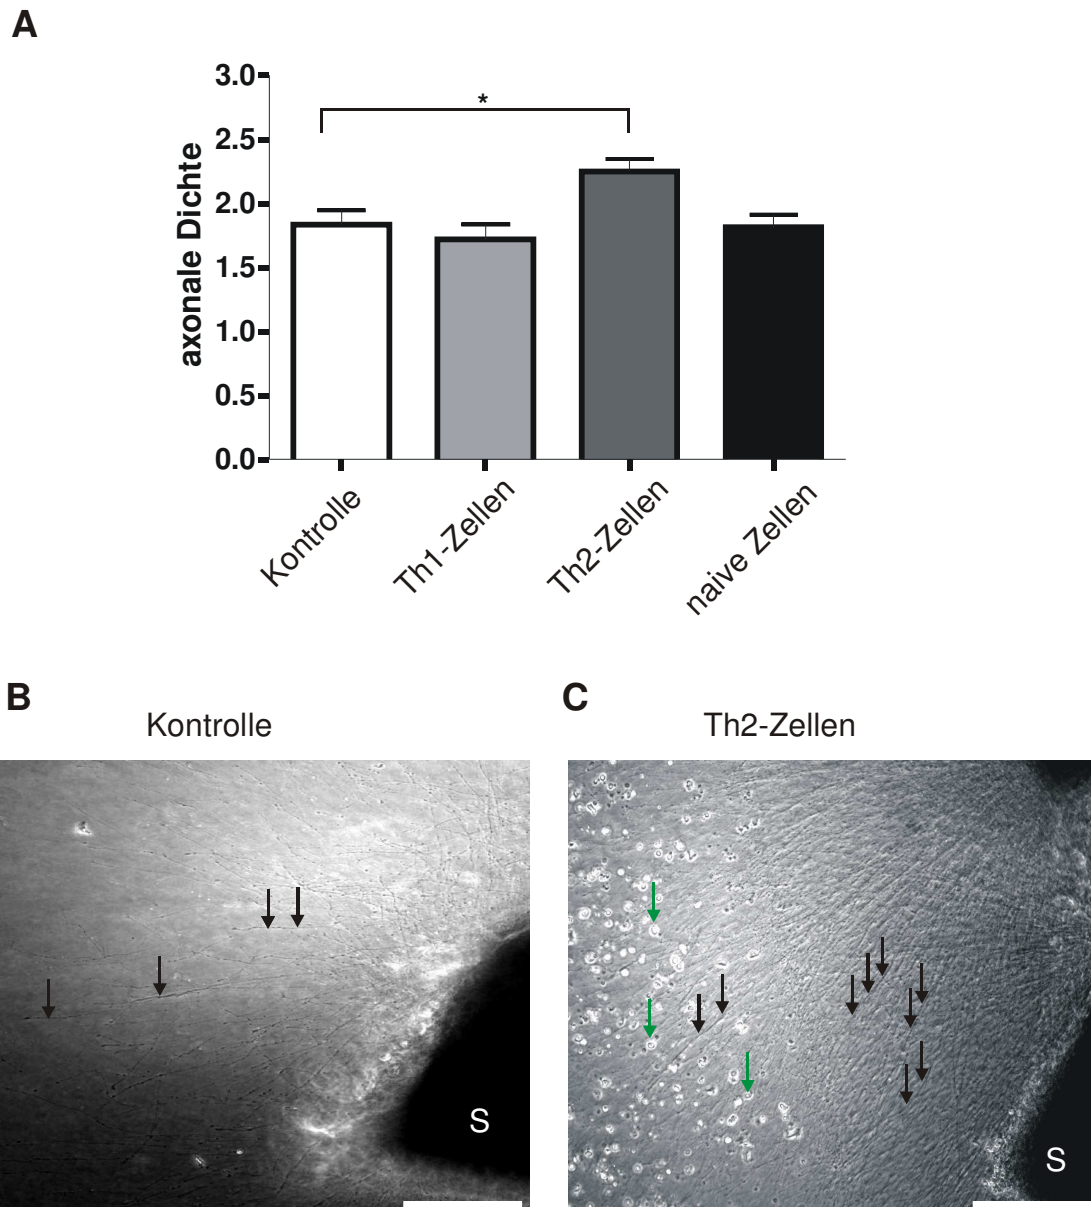 A
3.0
*
2.5
2.0
1.5
1.0
0.5
0.0
axonale Dichte
Kontrolle
Th1-Zellen
Th2-Zellen
naive Zellen
B
Kontrolle
C
Th2-Zellen
S
S